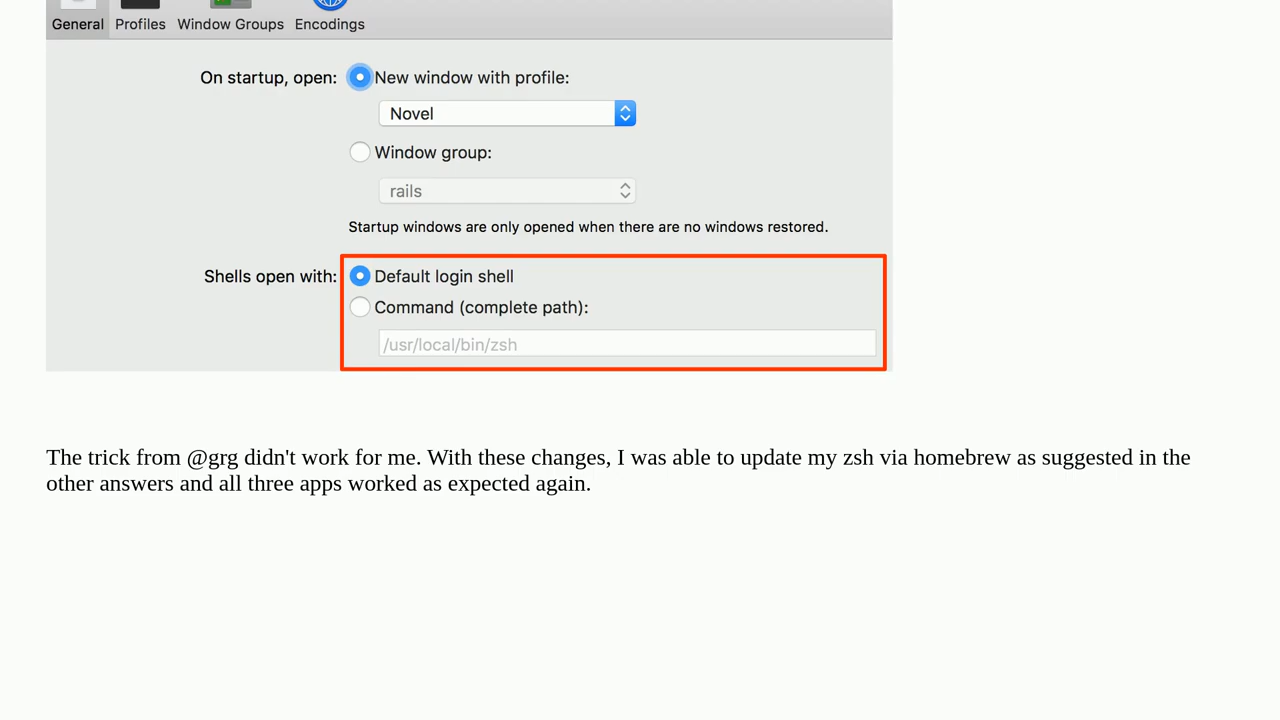 General Profiles Window Groups Encodings
On startup, open: New window with profile:
Novel
Window group:
rails
Startup windows are only opened when there are no windows restored.
Shells open with: Default login shell
Command (complete path):
/usr/local/bin/zsh
The trick from @grg didn't work for me. With these changes, I was able to update my zsh via homebrew as suggested in the
other answers and all three apps worked as expected again.